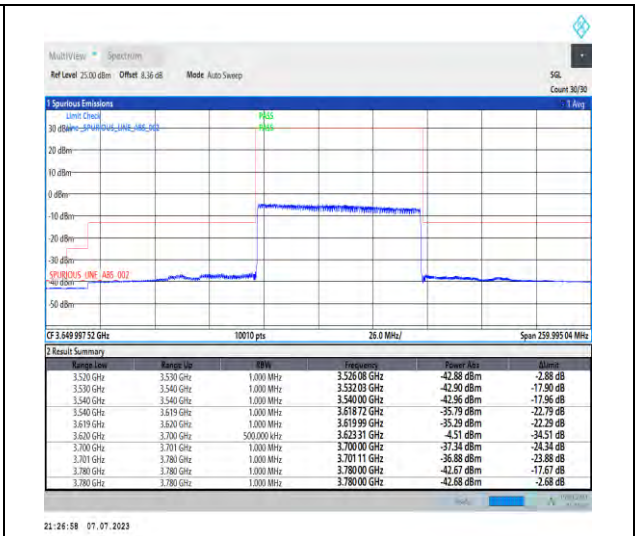 MultiView Spectrum
Ref Level 25.00 dBm Offset 8.36 dB Mode Auto Sweep SGL
Count 30/30
1 Spurious Emissions 1 Avg
Limit Check PASS
30 dBm Line _SPURIOUS_LINE_ABS_002 PASS
20 dBm
10 dBm
0 dBm
-10 dBm
-20 dBm
-30 dBm
SPURIOUS_LINE_ABS_002
-40 dBm
-50 dBm
CF 3.649 997 52 GHz 10010 pts 26.0 MHz/ Span 259.995 04 MHz
2 Result Summary
Range Low Range Up RBW Frequency Power Abs ΔLimit
3.520 GHz 3.530 GHz 1.000 MHz 3.526 08 GHz -42.88 dBm -2.88 dB
3.530 GHz 3.540 GHz 1.000 MHz 3.532 03 GHz -42.90 dBm -17.90 dB
3.540 GHz 3.540 GHz 1.000 MHz 3.540 00 GHz -42.96 dBm -17.96 dB
3.540 GHz 3.619 GHz 1.000 MHz 3.618 72 GHz -35.79 dBm -22.79 dB
3.619 GHz 3.620 GHz 1.000 MHz 3.619 99 GHz -35.29 dBm -22.29 dB
3.620 GHz 3.700 GHz 500.000 kHz 3.623 31 GHz -4.51 dBm -34.51 dB
3.700 GHz 3.701 GHz 1.000 MHz 3.700 00 GHz -37.34 dBm -24.34 dB
3.701 GHz 3.780 GHz 1.000 MHz 3.701 11 GHz -36.88 dBm -23.88 dB
3.780 GHz 3.780 GHz 1.000 MHz 3.780 00 GHz -42.67 dBm -17.67 dB
3.780 GHz 3.780 GHz 1.000 MHz 3.780 00 GHz -42.68 dBm -2.68 dB
21:26:58 07.07.2023